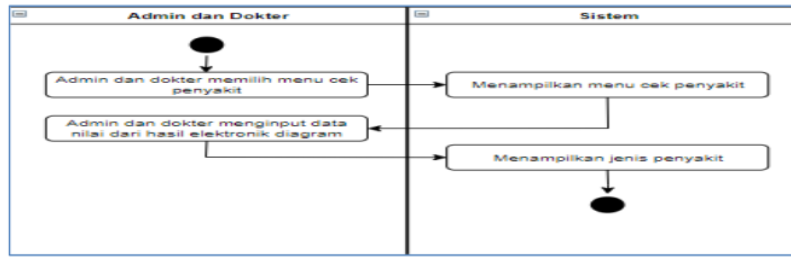 Admin dan Dokter
Sistem
Admin dan dokter memilih menu cek
penyakit
Menampilkan menu cek penyakit
Admin dan dokter menginput data
nilai dari hasil elektronik diagram
Menampilkan jenis penyakit